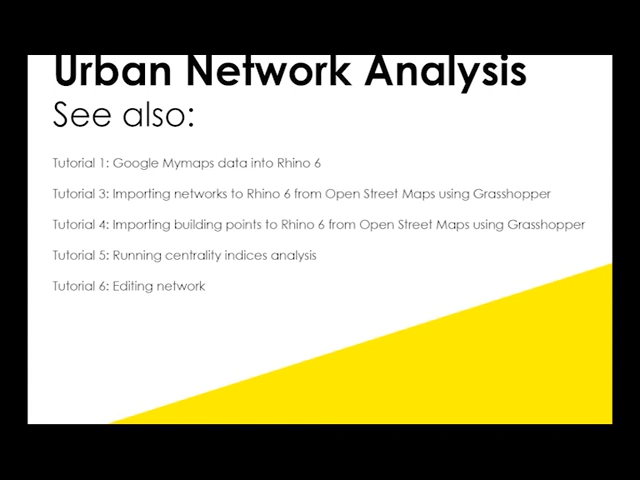 Urban Network Analysis
See also:
Tutorial 1: Google Mymaps data into Rhino 6
Tutorial 3: Importing networks to Rhino 6 from Open Street Maps using Grasshopper
Tutorial 4: Importing building points to Rhino 6 from Open Street Maps using Grasshopper
Tutorial 5: Running centrality indices analysis
Tutorial 6: Editing network